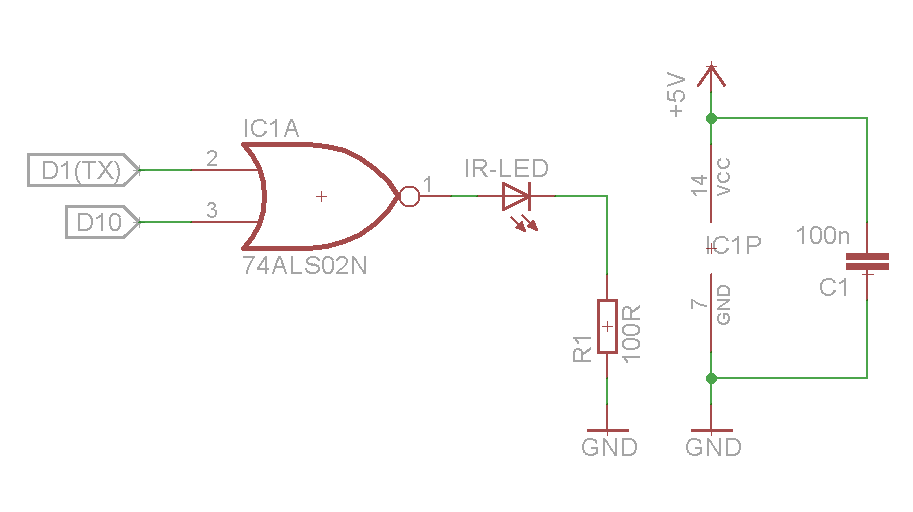 IC1A
D1(TX)
2
D10
3
1
74ALS02N
IR-LED
R1
100R
GND
+5V
14
VCC
IC1P
7
GND
GND
100n
C1